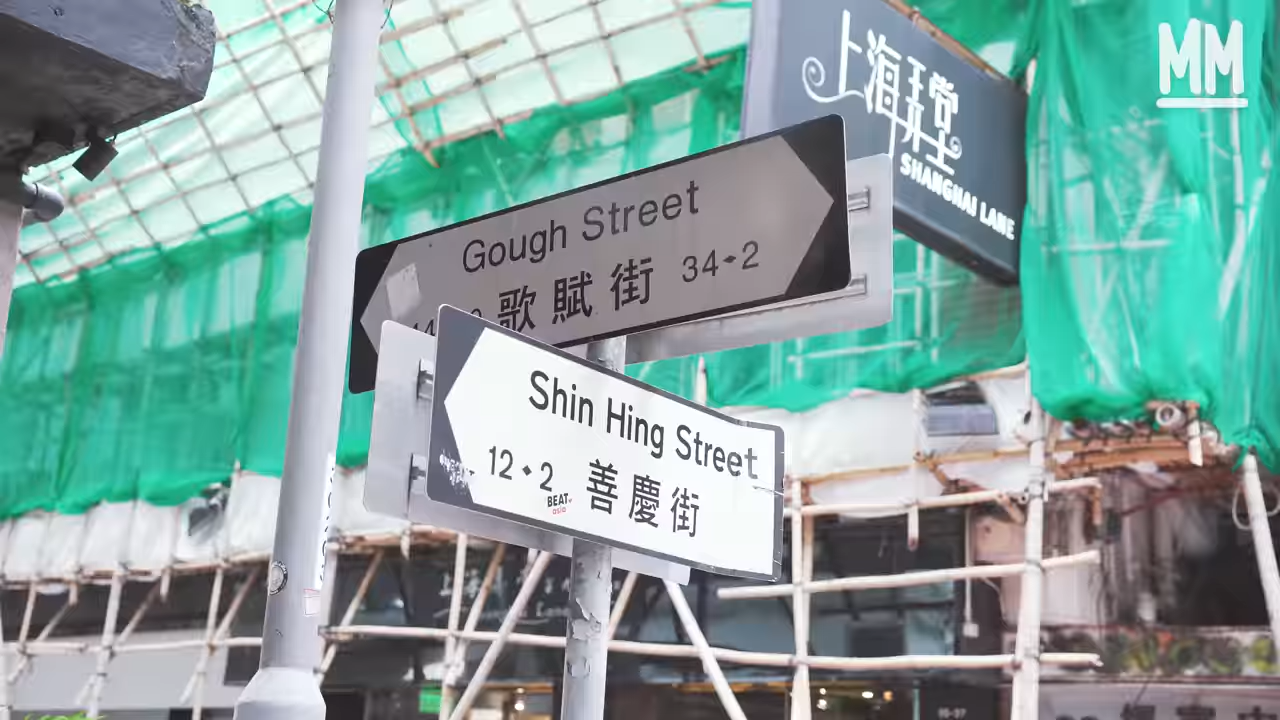 MM
上海弄堂
SHANGHAI LANE
Gough Street
歌賦街 34-2
Shin Hing Street
12-2 善慶街
BEAT
asia